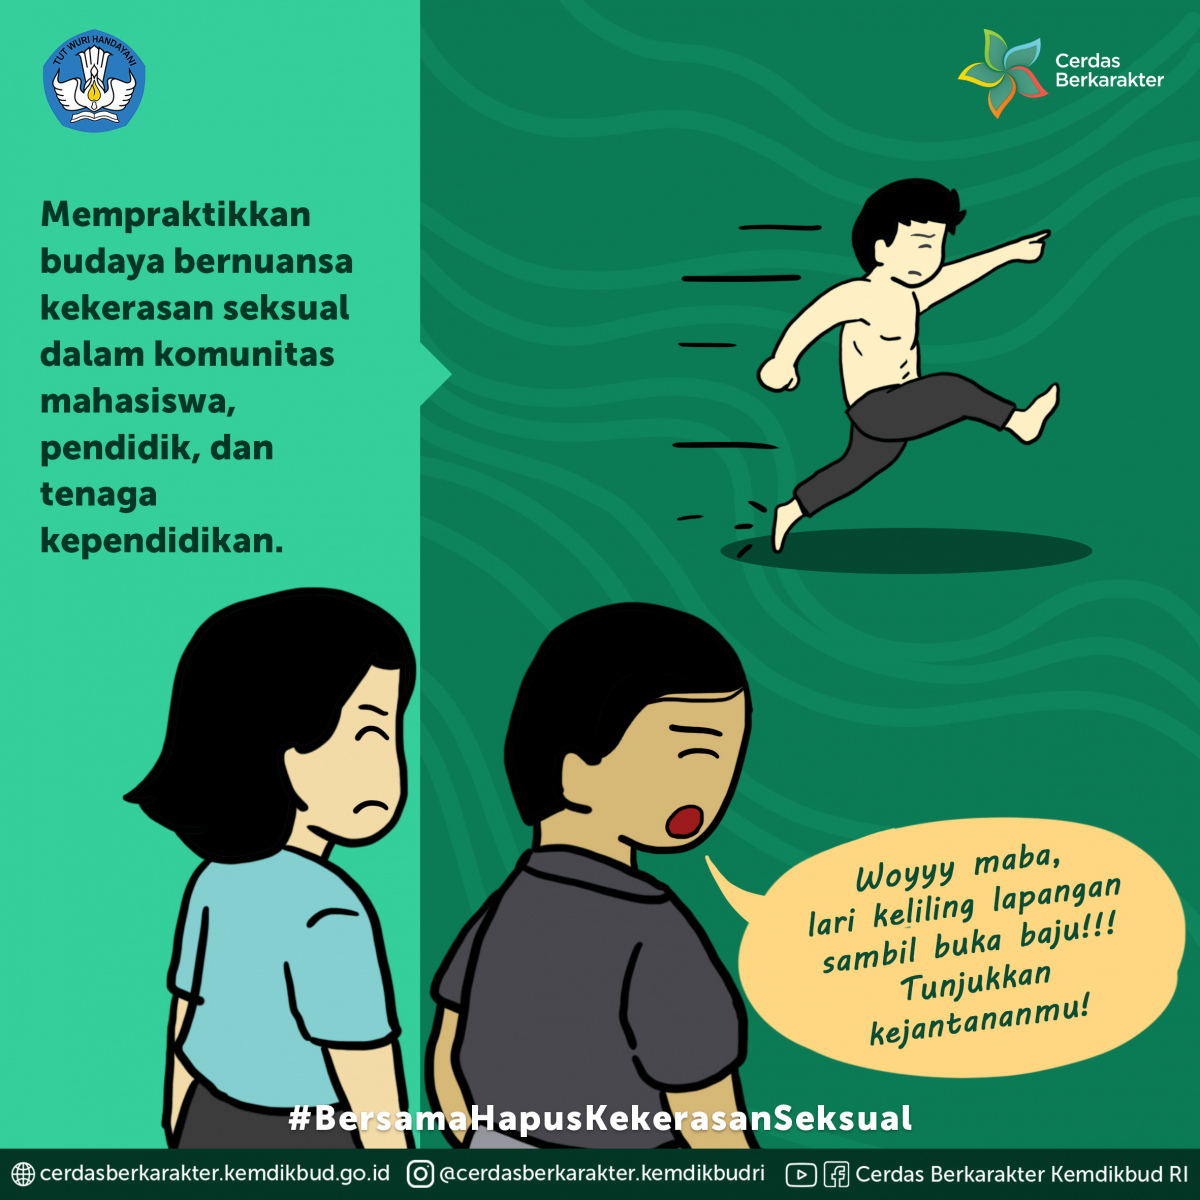 TUT WURI HANDAYANI
Cerdas
Berkarakter
Mempraktikkan
budaya bernuansa
kekerasan seksual
dalam komunitas
mahasiswa,
pendidik, dan
tenaga
kependidikan.
Woyyy maba,
lari keliling lapangan
sambil buka baju!!!
Tunjukkan
kejantananmu!
#BersamaHapusKekerasanSeksual
cerdasberkarakter.kemdikbud.go.id @cerdasberkarakter.kemdikbudri Cerdas Berkarakter Kemdikbud RI